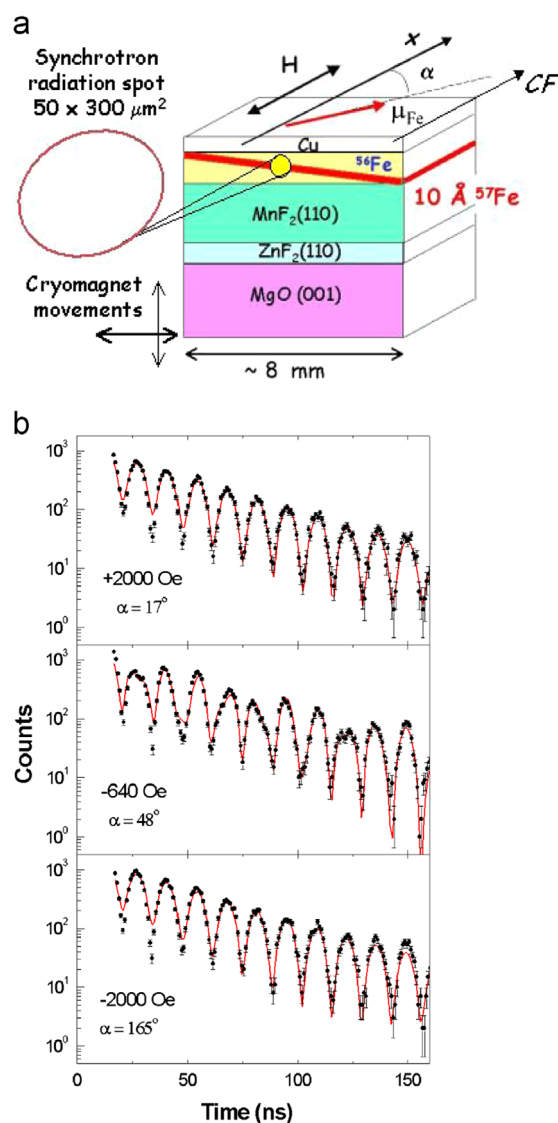 a
Synchrotron
radiation spot
50 x 300 μm²
H
x
α
CF
μFe
Cu
⁵⁶Fe
10 Å ⁵⁷Fe
MnF₂(110)
ZnF₂(110)
MgO (001)
Cryomagnet
movements
~ 8 mm
b
10³
10²
10¹
10⁰
+2000 Oe
α = 17°
10³
10²
10¹
10⁰
-640 Oe
α = 48°
Counts
10³
10²
10¹
10⁰
-2000 Oe
α = 165°
0
50
100
150
Time (ns)